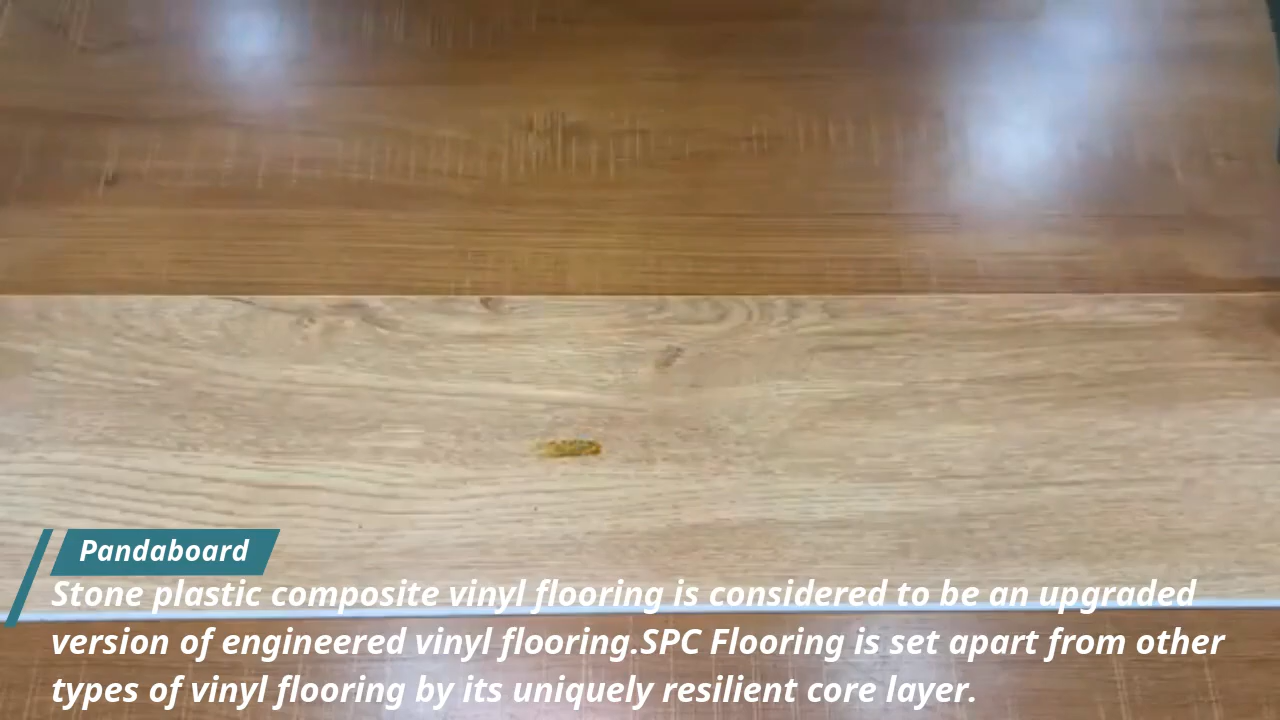 Pandaboard
Stone plastic composite vinyl flooring is considered to be an upgraded
version of engineered vinyl flooring.SPC Flooring is set apart from other
types of vinyl flooring by its uniquely resilient core layer.